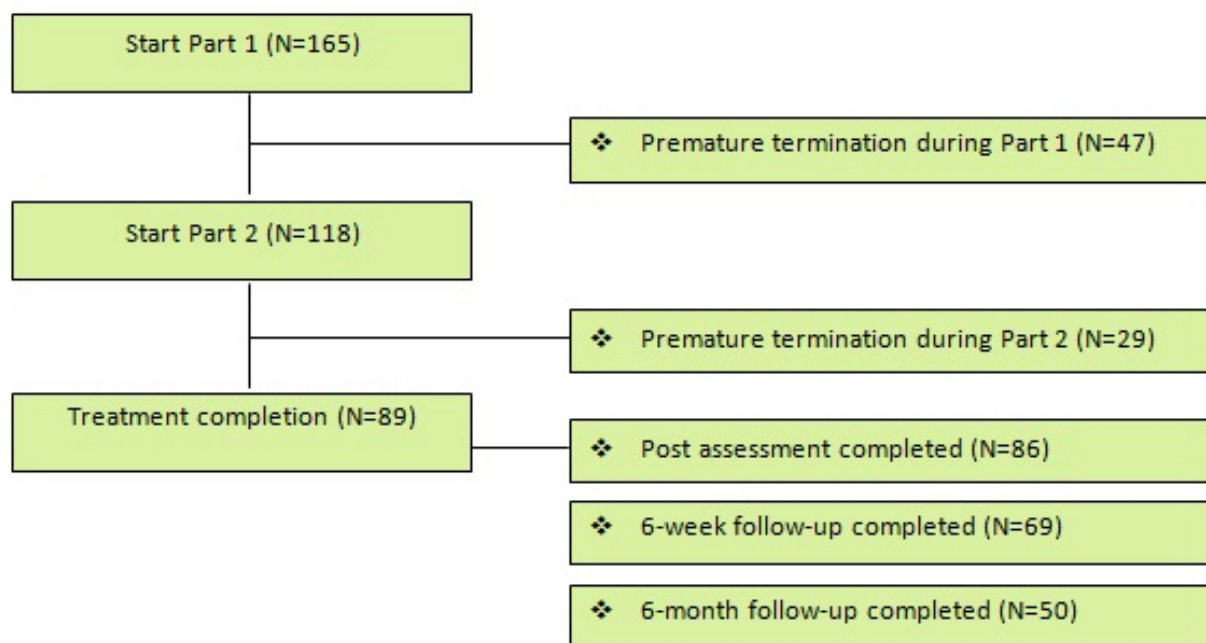 Start Part 1 (N=165)
❖ Premature termination during Part 1 (N=47)
Start Part 2 (N=118)
❖ Premature termination during Part 2 (N=29)
Treatment completion (N=89)
❖ Post assessment completed (N=86)
❖ 6-week follow-up completed (N=69)
❖ 6-month follow-up completed (N=50)